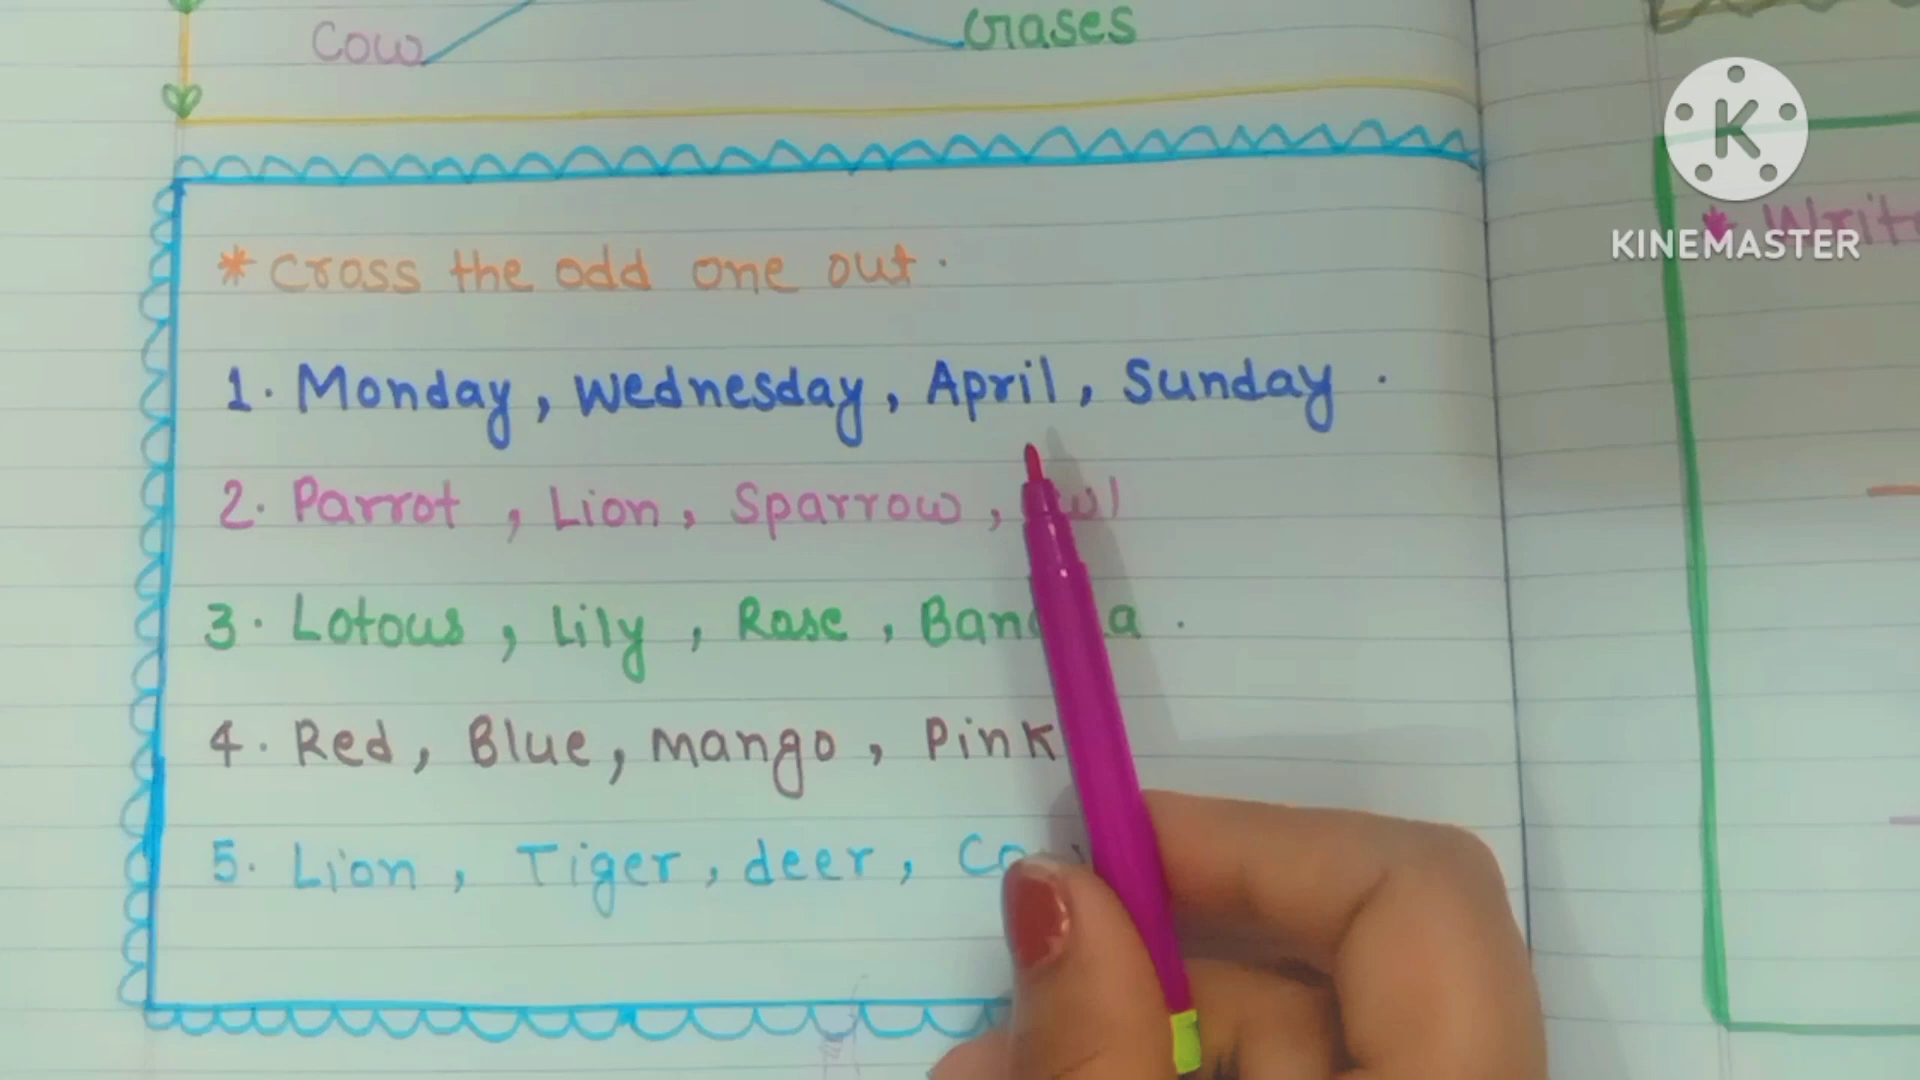 Cow Grases
* Cross the odd one out.
1. Monday, Wednesday, April, Sunday.
2. Parrot, Lion, Sparrow,
3. Lotous, Lily, Rose,
4. Red, Blue, Mango, Pink
5. Lion, Tiger, deer,
K
KINEMASTER
* Write